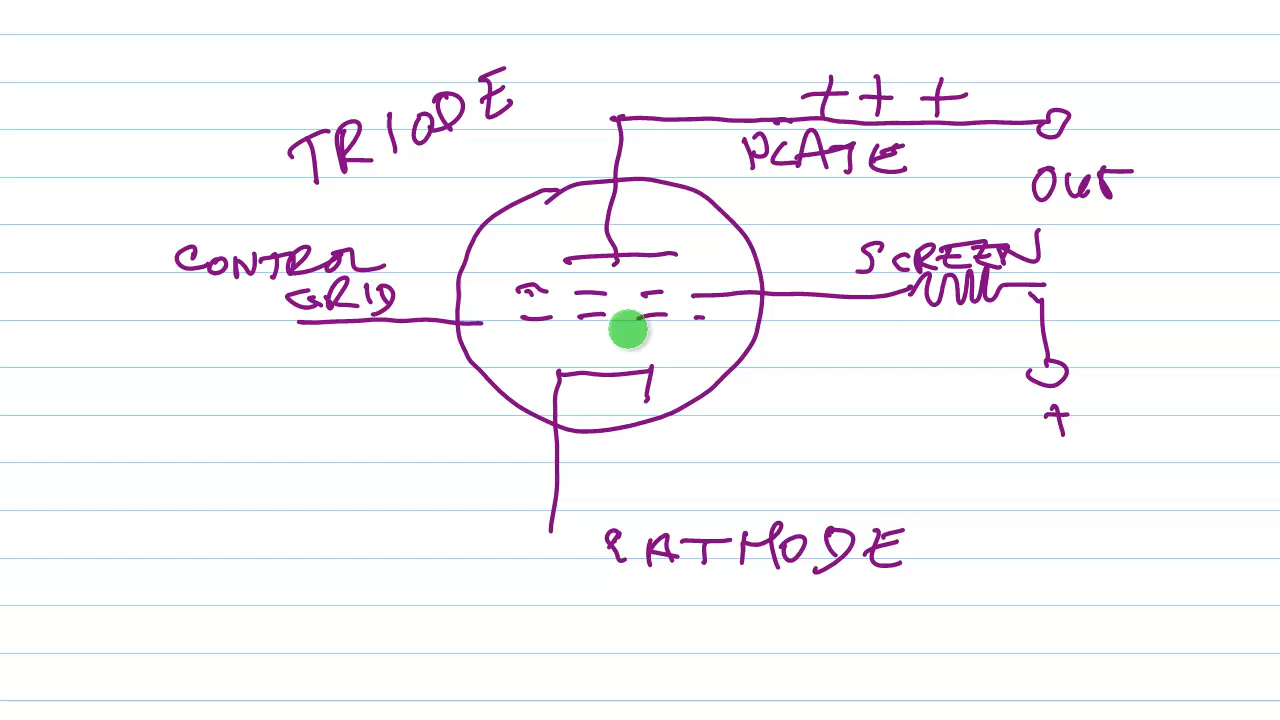 TRIODE
+++
PLATE
OUT
CONTROL
GRID
SCREEN
+
CATHODE